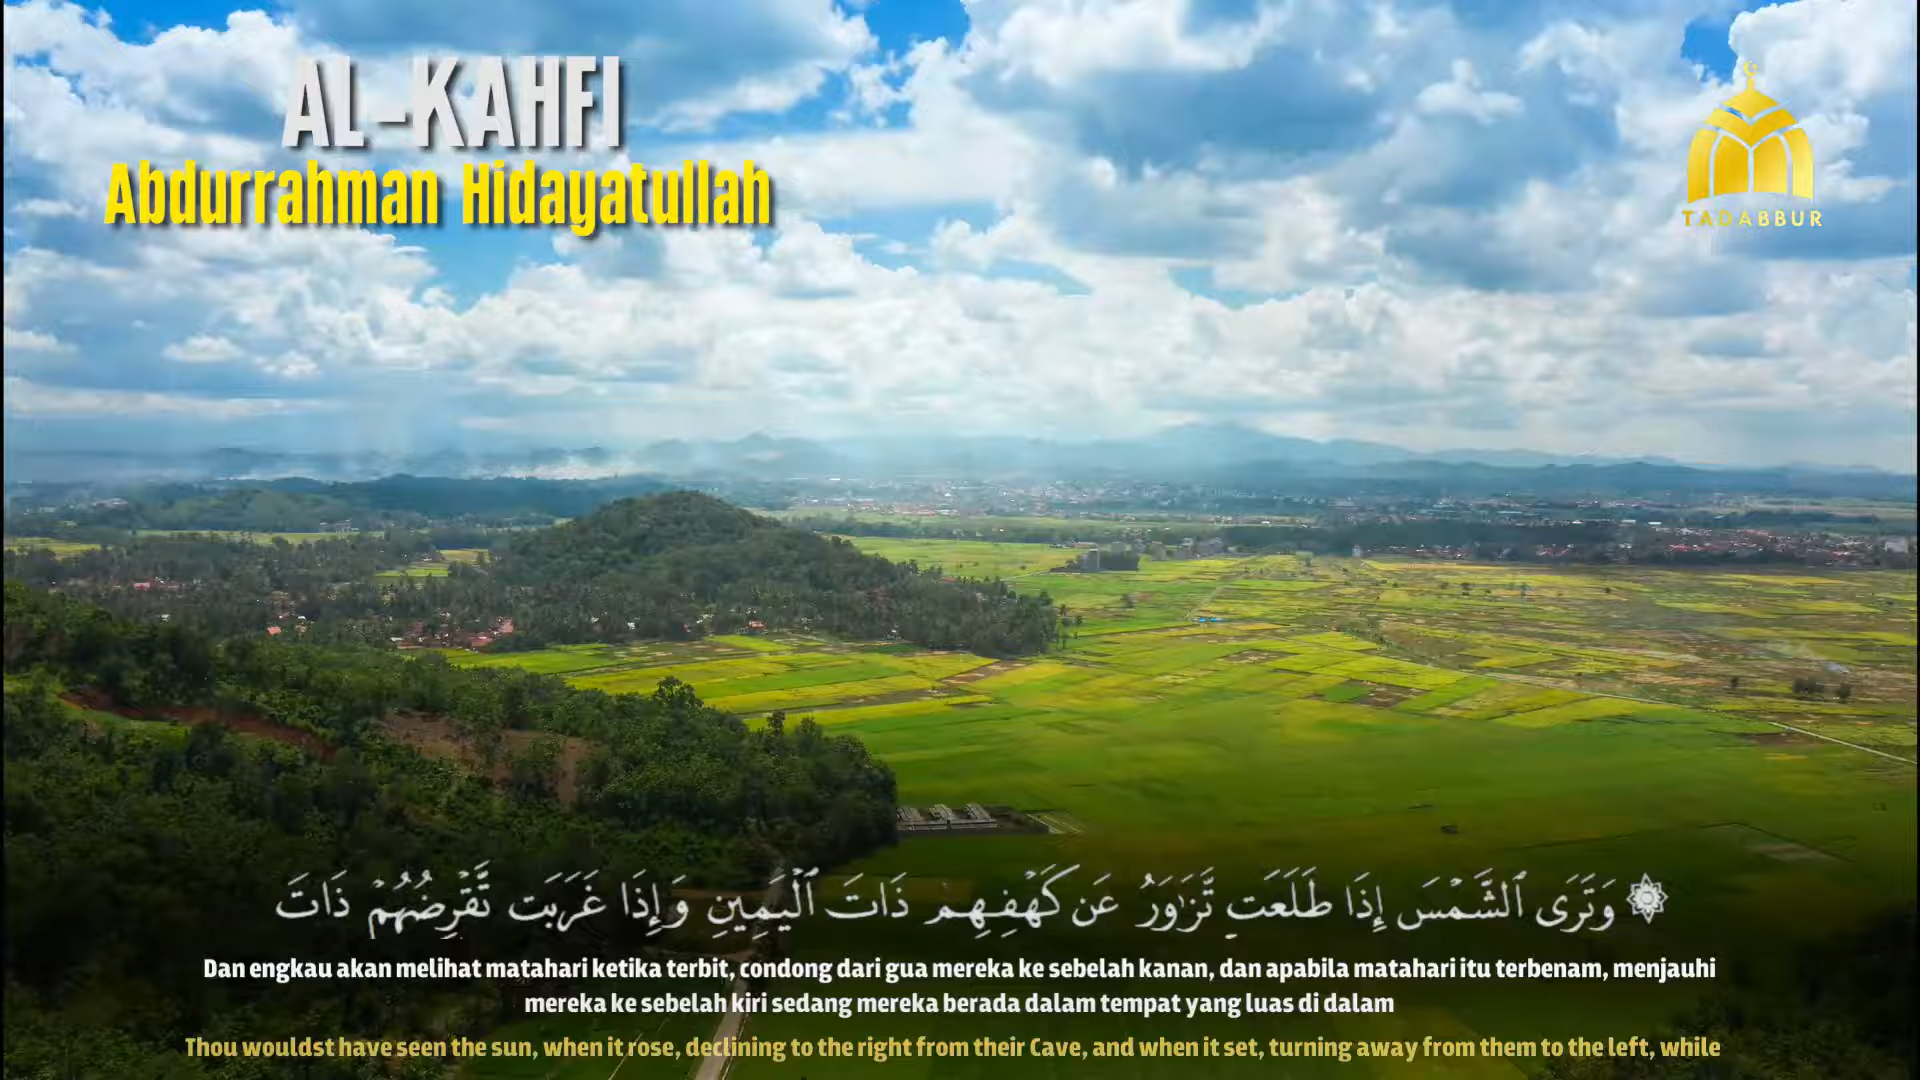 AL-KAHFI
Abdurrahman Hidayatullah
TADABBUR
۞ وَتَرَى ٱلشَّمْسَ إِذَا طَلَعَت تَّزَٰوَرُ عَن كَهْفِهِمْ ذَاتَ ٱلْيَمِينِ وَإِذَا غَرَبَت تَّقْرِضُهُمْ ذَاتَ
Dan engkau akan melihat matahari ketika terbit, condong dari gua mereka ke sebelah kanan, dan apabila matahari itu terbenam, menjauhi
mereka ke sebelah kiri sedang mereka berada dalam tempat yang luas di dalam
Thou wouldst have seen the sun, when it rose, declining to the right from their Cave, and when it set, turning away from them to the left, while